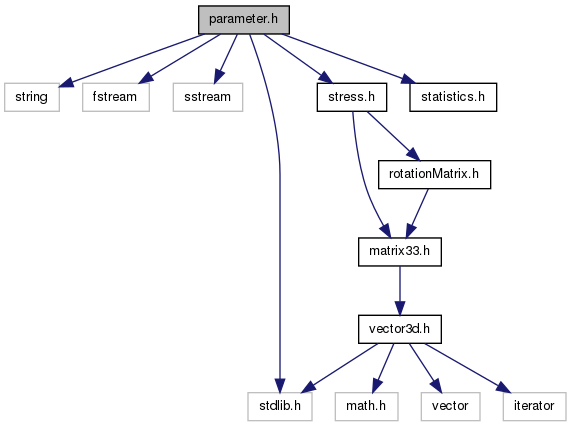 parameter.h
string
fstream
sstream
stress.h
statistics.h
rotationMatrix.h
matrix33.h
vector3d.h
stdlib.h
math.h
vector
iterator